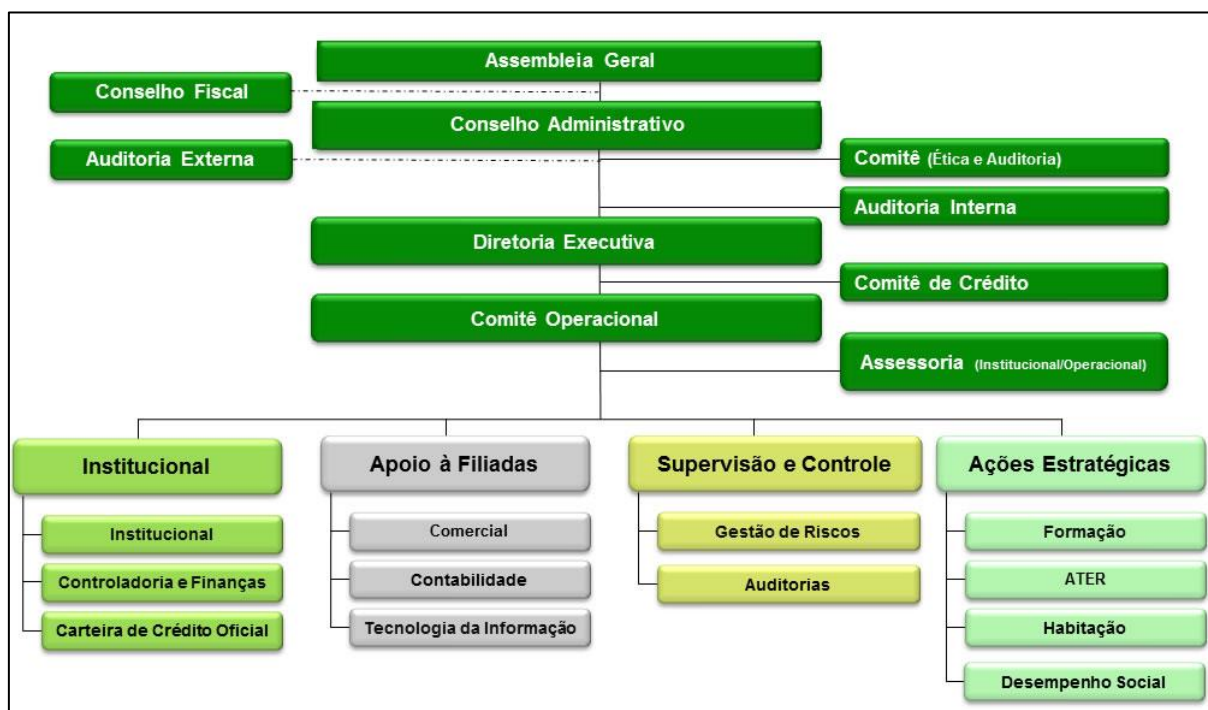 Assembleia Geral
Conselho Fiscal
Conselho Administrativo
Auditoria Externa
Comitê (Ética e Auditoria)
Auditoria Interna
Diretoria Executiva
Comitê de Crédito
Comitê Operacional
Assessoria (Institucional/Operacional)
Institucional
Apoio à Filiadas
Supervisão e Controle
Ações Estratégicas
Institucional
Comercial
Gestão de Riscos
Formação
Controladoria e Finanças
Contabilidade
Auditorias
ATER
Carteira de Crédito Oficial
Tecnologia da Informação
Habitação
Desempenho Social